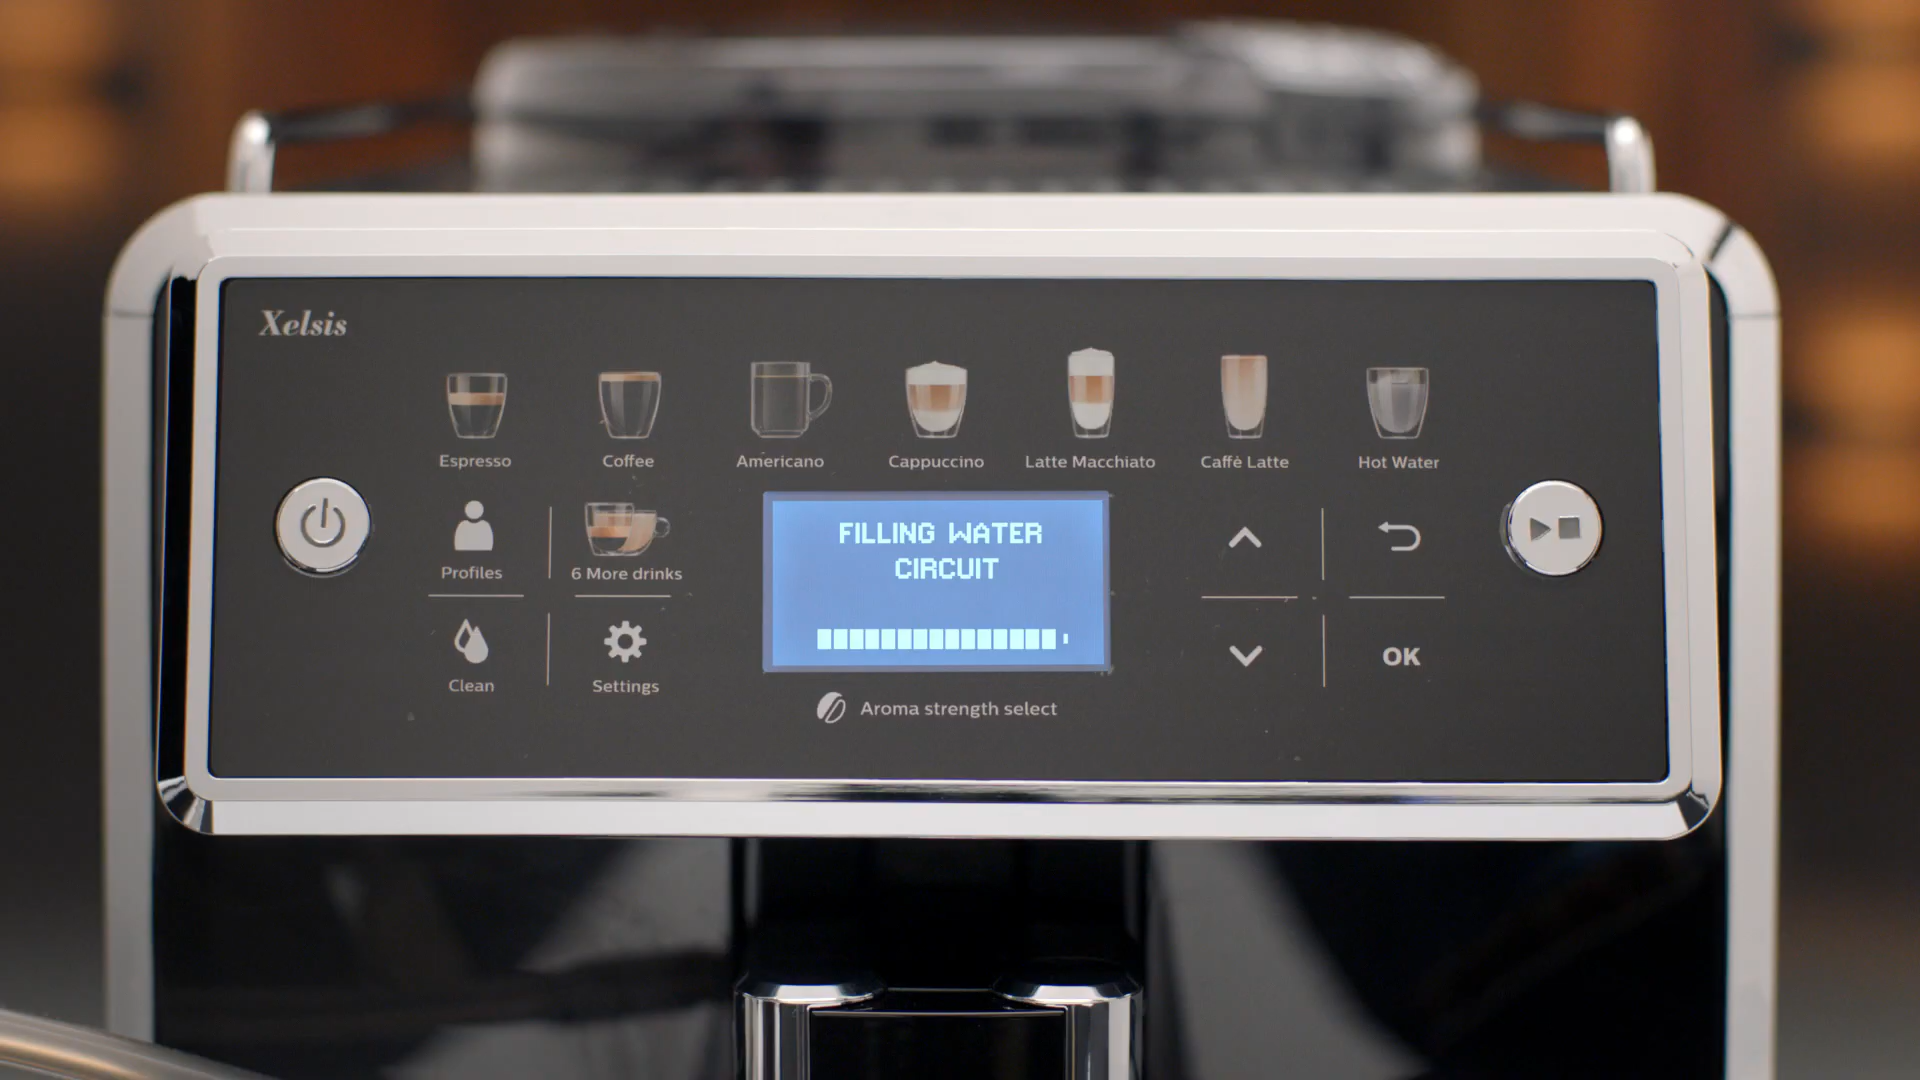 Xelsis
Espresso
Coffee
Americano
Cappuccino
Latte Macchiato
Caffè Latte
Hot Water
Profiles
6 More drinks
FILLING WATER
CIRCUIT
Clean
Settings
OK
Aroma strength select